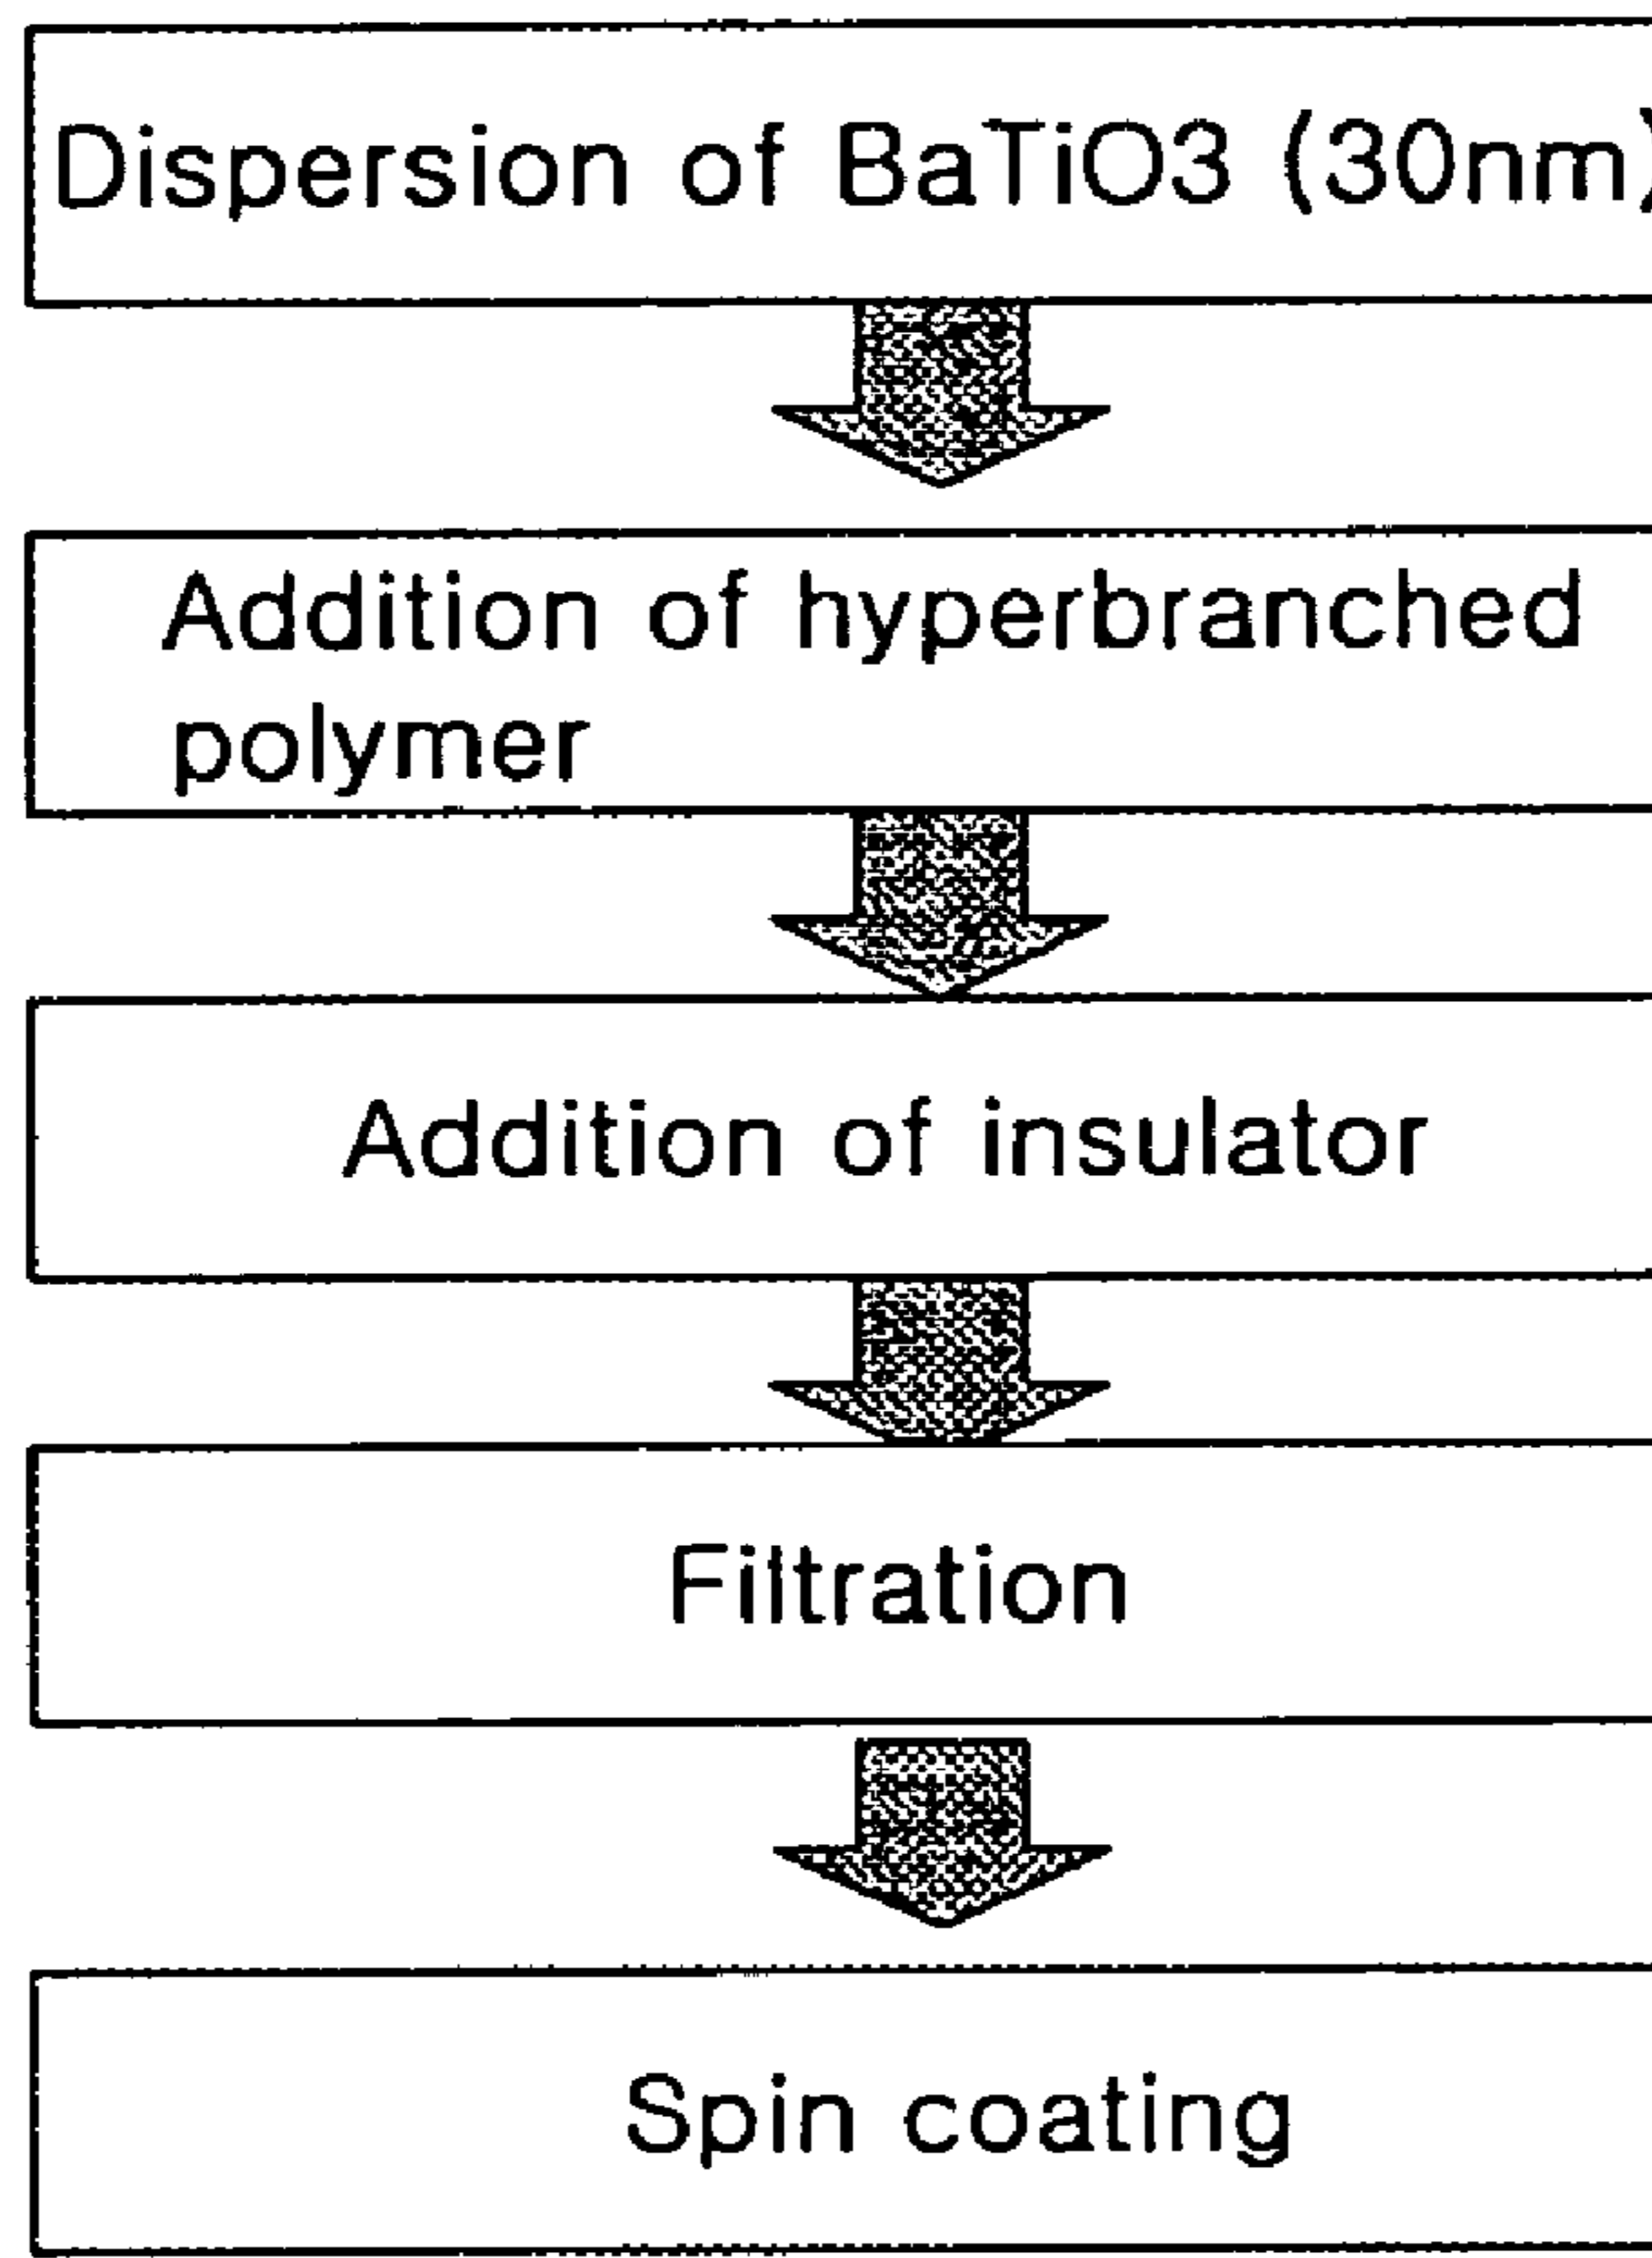 Dispersion of BaTiO3 (30nm)
Addition of hyperbranched
polymer
Addition of insulator
Filtration
Spin coating